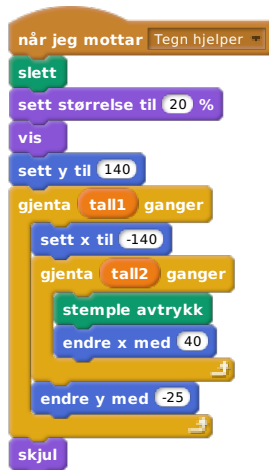 når jeg mottar Tegn hjelper
slett
sett størrelse til 20 %
vis
sett y til 140
gjenta tall1 ganger
sett x til -140
gjenta tall2 ganger
stemple avtrykk
endre x med 40
endre y med -25
skjul